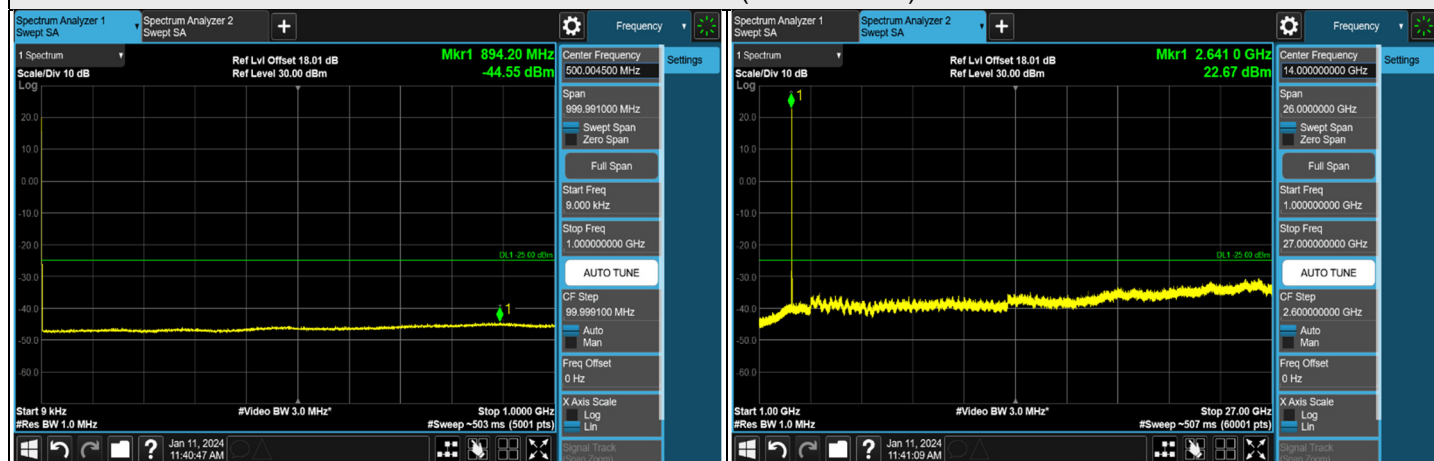 Spectrum Analyzer 1
Swept SA
Spectrum Analyzer 2
Swept SA
+
Frequency
1 Spectrum
Scale/Div 10 dB
Log
Ref Lvl Offset 18.01 dB
Ref Level 30.00 dBm
Mkr1 894.20 MHz
-44.55 dBm
20.0
10.0
0.00
-10.0
-20.0
-30.0
-40.0
-50.0
-60.0
DL1 -25.00 dBm
1
Start 9 kHz
#Res BW 1.0 MHz
#Video BW 3.0 MHz*
Stop 1.0000 GHz
#Sweep ~503 ms (5001 pts)
Center Frequency
500.004500 MHz
Settings
Span
999.991000 MHz
Swept Span
Zero Span
Full Span
Start Freq
9.000 kHz
Stop Freq
1.000000000 GHz
AUTO TUNE
CF Step
99.999100 MHz
Auto
Man
Freq Offset
0 Hz
X Axis Scale
Log
Lin
Signal Track
(Span Zoom)
?
Jan 11, 2024
11:40:47 AM
Spectrum Analyzer 1
Swept SA
Spectrum Analyzer 2
Swept SA
+
Frequency
1 Spectrum
Scale/Div 10 dB
Log
Ref Lvl Offset 18.01 dB
Ref Level 30.00 dBm
Mkr1 2.641 0 GHz
22.67 dBm
20.0
10.0
0.00
-10.0
-20.0
-30.0
-40.0
-50.0
-60.0
DL1 -25.00 dBm
1
Start 1.00 GHz
#Res BW 1.0 MHz
#Video BW 3.0 MHz*
Stop 27.00 GHz
#Sweep ~507 ms (60001 pts)
Center Frequency
14.000000000 GHz
Settings
Span
26.0000000 GHz
Swept Span
Zero Span
Full Span
Start Freq
1.000000000 GHz
Stop Freq
27.000000000 GHz
AUTO TUNE
CF Step
2.600000000 GHz
Auto
Man
Freq Offset
0 Hz
X Axis Scale
Log
Lin
Signal Track
(Span Zoom)
?
Jan 11, 2024
11:41:09 AM